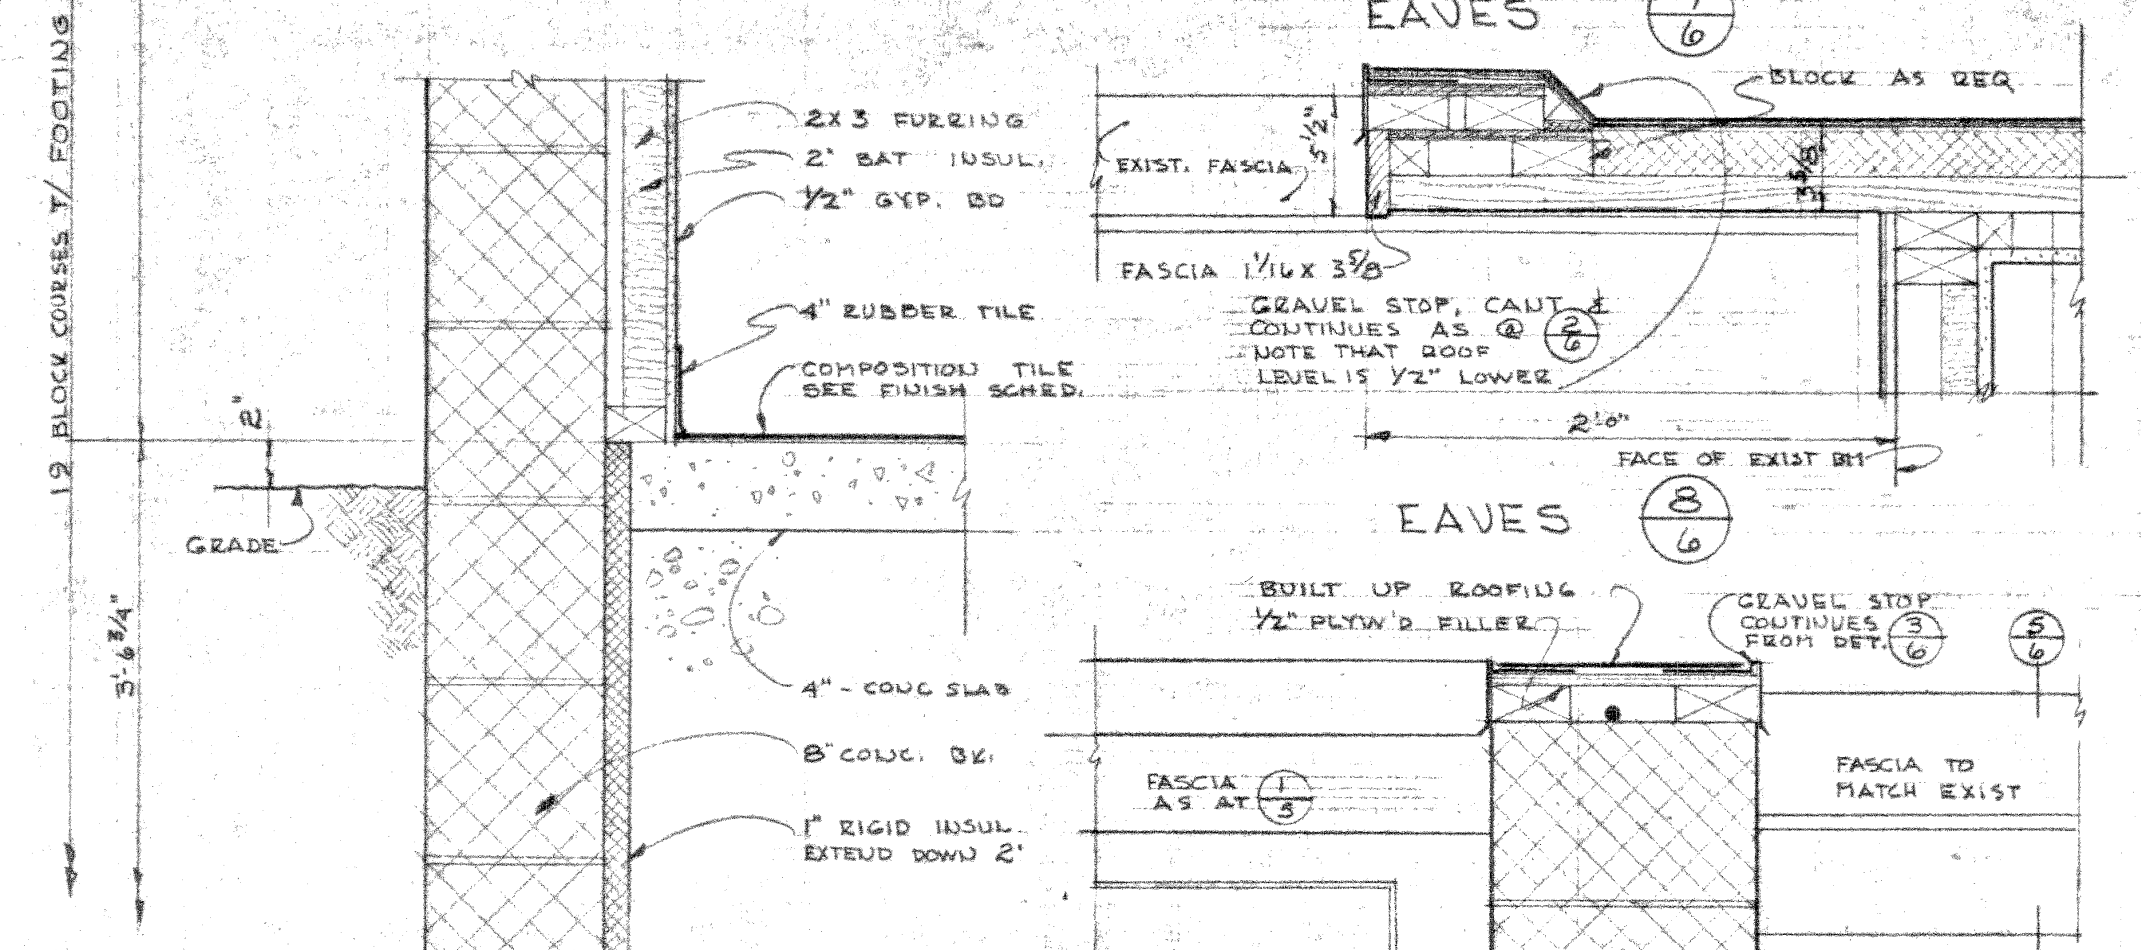 19 BLOCK COURSES T/ FOOTING
2X3 FURRING
2" BAT INSUL.
1/2" GYP. BD
4" RUBBER TILE
COMPOSITION TILE
SEE FINISH SCHED.
2"
GRADE
3'-6 3/4"
4"- CONC SLAB
8" CONC. BK.
1" RIGID INSUL
EXTEND DOWN 2'
EAVES
6
BLOCK AS REQ
5 1/2"
EXIST. FASCIA
3 5/8
FASCIA 1 1/16 X 3 5/8
GRAVEL STOP, CANT &
CONTINUES AS @ 2
6
NOTE THAT ROOF
LEVEL IS 1/2" LOWER
2'-0"
FACE OF EXIST BM
EAVES 8
6
BUILT UP ROOFING
1/2" PLYW'D FILLER
GRAVEL STOP
CONTINUES
FROM DET. 3
6
5
6
FASCIA
AS AT 1
5
FASCIA TO
MATCH EXIST